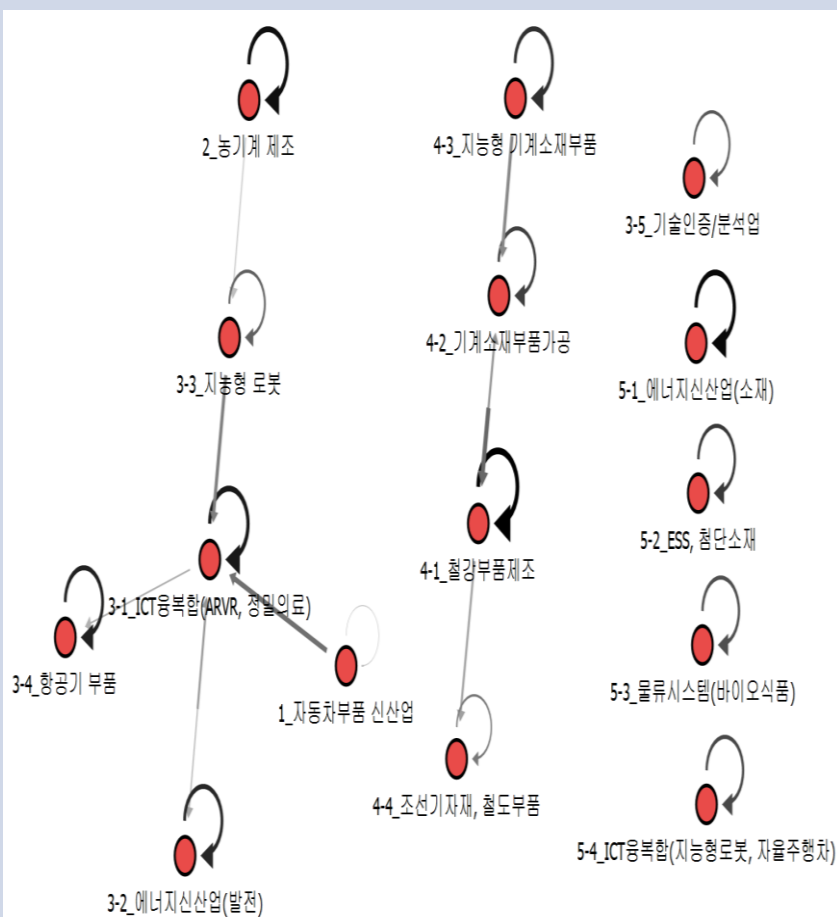 2_농기계 제조
4-3_지능형 기계소재부품
3-5_기술인증/분석업
3-3_지능형 로봇
4-2_기계소재부품가공
5-1_에너지신산업(소재)
5-2_ESS, 첨단소재
4-1_철강부품제조
3-1_ICT융복합(ARVR, 정밀의료)
3-4_항공기 부품
1_자동차부품 신산업
5-3_물류시스템(바이오식품)
4-4_조선기자재, 철도부품
5-4_ICT융복합(지능형로봇, 자율주행차)
3-2_에너지신산업(발전)